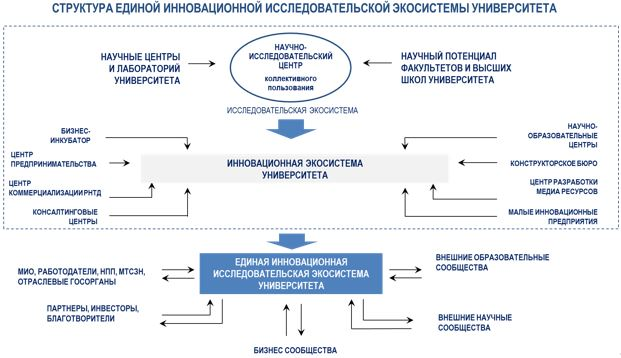 СТРУКТУРА ЕДИНОЙ ИННОВАЦИОННОЙ ИССЛЕДОВАТЕЛЬСКОЙ ЭКОСИСТЕМЫ УНИВЕРСИТЕТА
НАУЧНЫЕ ЦЕНТРЫ
И ЛАБОРАТОРИЙ
УНИВЕРСИТЕТА
НАУЧНО-
ИССЛЕДОВАТЕЛЬСКИЙ
ЦЕНТР
коллективного
пользования
НАУЧНЫЙ ПОТЕНЦИАЛ
ФАКУЛЬТЕТОВ И ВЫСШИХ
ШКОЛ УНИВЕРСИТЕТА
ИССЛЕДОВАТЕЛЬСКАЯ ЭКОСИСТЕМА
БИЗНЕС-
ИНКУБАТОР
ЦЕНТР
ПРЕДПРИНИМАТЕЛЬСТВА
ЦЕНТР
КОММЕРЦИАЛИЗАЦИИ РНТД
КОНСАЛТИНГОВЫЕ
ЦЕНТРЫ
ИННОВАЦИОННАЯ ЭКОСИСТЕМА
УНИВЕРСИТЕТА
НАУЧНО-
ОБРАЗОВАТЕЛЬНЫЕ
ЦЕНТРЫ
КОНСТРУКТОРСКОЕ БЮРО
ЦЕНТР РАЗРАБОТКИ
МЕДИА РЕСУРСОВ
МАЛЫЕ ИННОВАЦИОННЫЕ
ПРЕДПРИЯТИЯ
ЕДИНАЯ ИННОВАЦИОННАЯ
ИССЛЕДОВАТЕЛЬСКАЯ ЭКОСИСТЕМА
УНИВЕРСИТЕТА
МИО, РАБОТОДАТЕЛИ, НПП, МТСЗН,
ОТРАСЛЕВЫЕ ГОСОРГАНЫ
ПАРТНЕРЫ, ИНВЕСТОРЫ,
БЛАГОТВОРИТЕЛИ
БИЗНЕС СООБЩЕСТВА
ВНЕШНИЕ ОБРАЗОВАТЕЛЬНЫЕ
СООБЩЕСТВА
ВНЕШНИЕ НАУЧНЫЕ
СООБЩЕСТВА